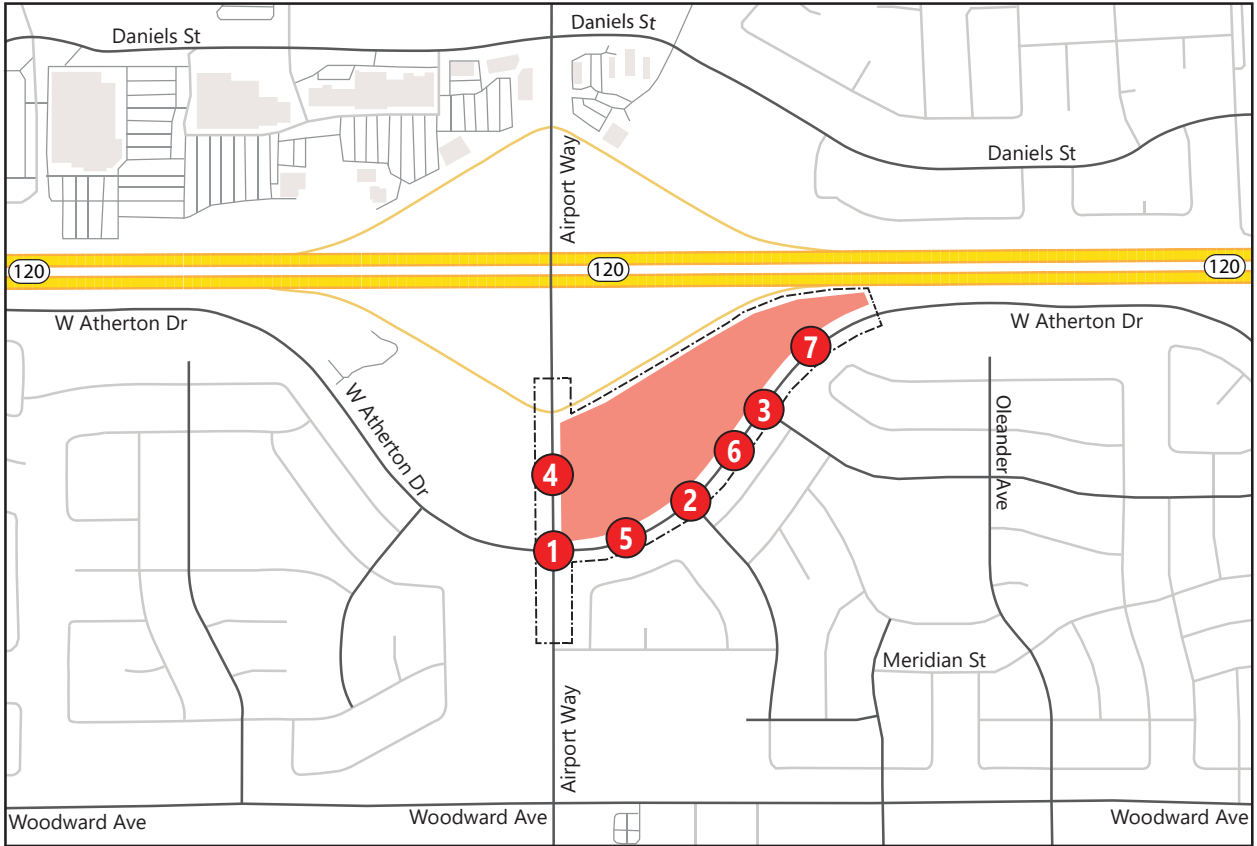 Daniels St
Daniels St
Airport Way
Daniels St
120
120
120
W Atherton Dr
W Atherton Dr
7
W Atherton Dr
3
Oleander Ave
6
4
2
5
1
Meridian St
Airport Way
Woodward Ave
Woodward Ave
Woodward Ave